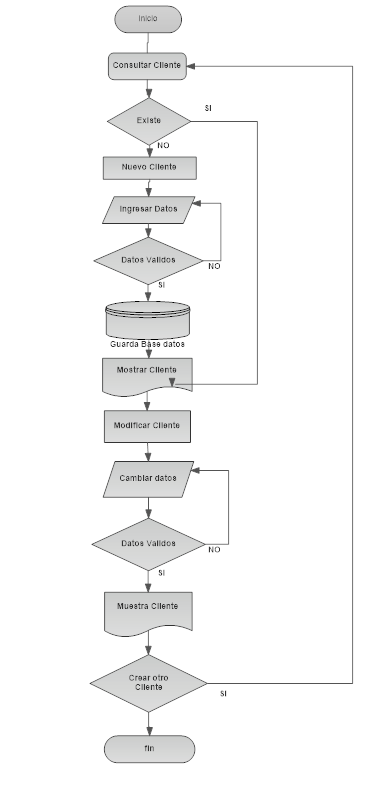 Inicio
Consultar Cliente
SI
Existe
NO
Nuevo Cliente
Ingresar Datos
Datos Validos
NO
SI
Guarda Base datos
Mostrar Cliente
Modificar Cliente
Cambiar datos
Datos Validos
NO
SI
Muestra Cliente
Crear otro
Cliente
SI
fin